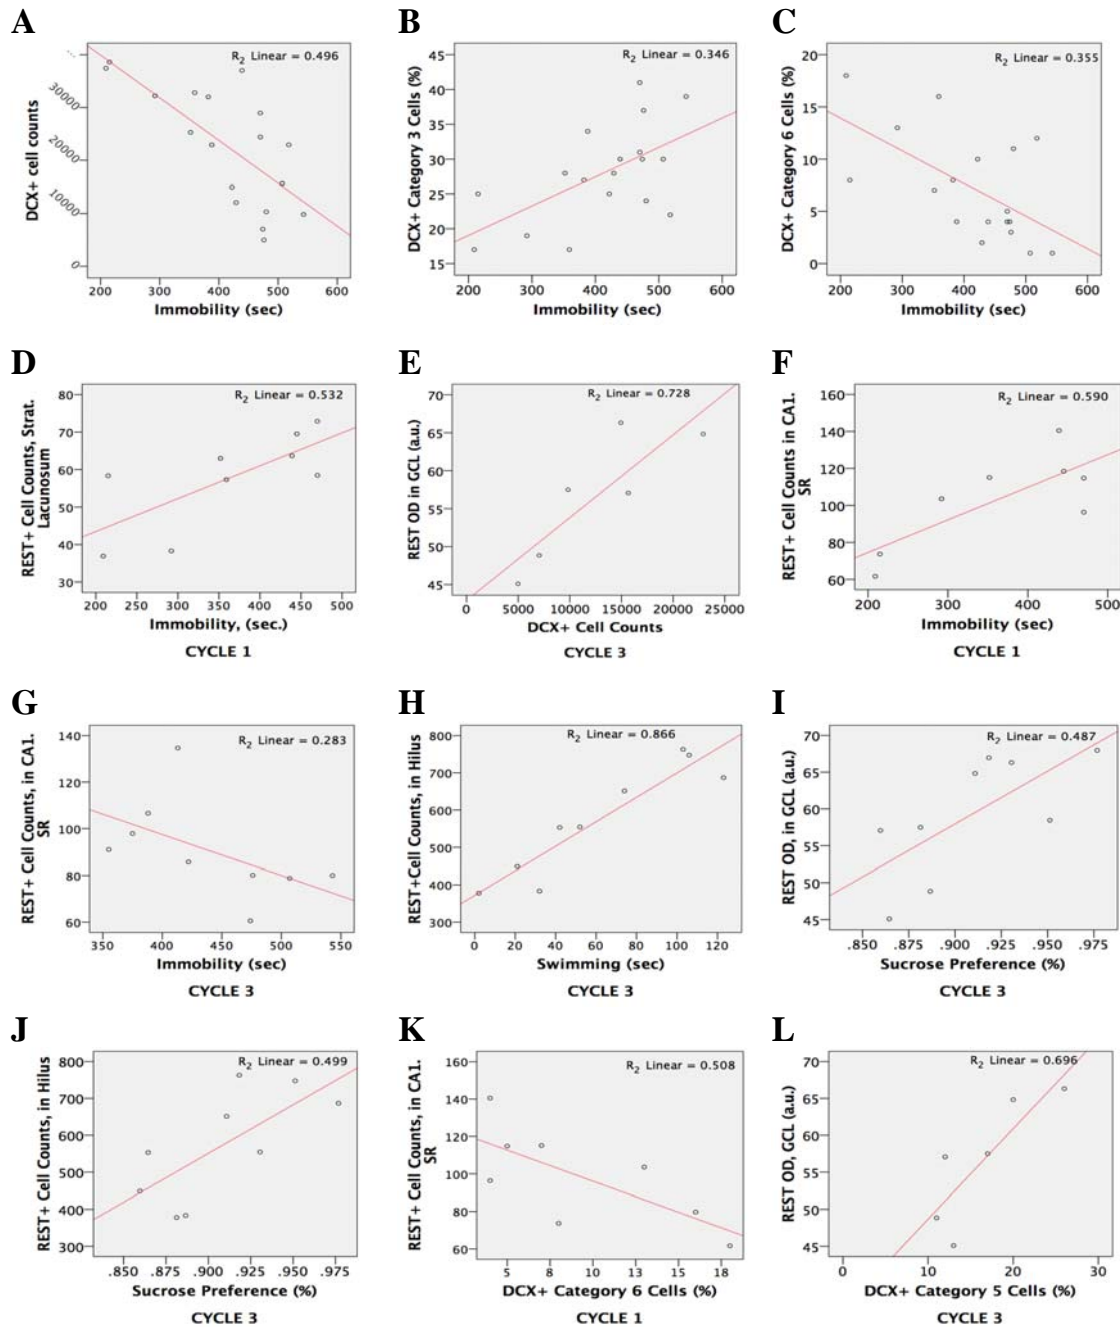 A
B
C
R2 Linear = 0.496
R2 Linear = 0.346
R2 Linear = 0.355
DCX+ cell counts
...
30000
20000
10000
0
200 300 400 500 600
Immobility (sec)
DCX+ Category 3 Cells (%)
45
40
35
30
25
20
15
200 300 400 500 600
Immobility (sec)
DCX+ Category 6 Cells (%)
20
15
10
5
0
200 300 400 500 600
Immobility (sec)
D
E
F
R2 Linear = 0.532
R2 Linear = 0.728
R2 Linear = 0.590
REST+ Cell Counts, Strat.
Lacunosum
80
70
60
50
40
30
200 250 300 350 400 450 500
Immobility, (sec.)
CYCLE 1
REST OD in GCL (a.u.)
70
65
60
55
50
45
0 5000 10000 15000 20000 25000
DCX+ Cell Counts
CYCLE 3
REST+ Cell Counts in CA1.
SR
160
140
120
100
80
60
200 300 400 500
Immobility (sec)
CYCLE 1
G
H
I
R2 Linear = 0.283
R2 Linear = 0.866
R2 Linear = 0.487
REST+ Cell Counts, in CA1.
SR
140
120
100
80
60
350 400 450 500 550
Immobility (sec)
CYCLE 3
REST+Cell Counts, in Hilus
800
700
600
500
400
300
0 20 40 60 80 100 120
Swimming (sec)
CYCLE 3
REST OD, in GCL (a.u.)
70
65
60
55
50
45
.850 .875 .900 .925 .950 .975
Sucrose Preference (%)
CYCLE 3
J
K
L
R2 Linear = 0.499
R2 Linear = 0.508
R2 Linear = 0.696
REST+ Cell Counts, in Hilus
800
700
600
500
400
300
.850 .875 .900 .925 .950 .975
Sucrose Preference (%)
CYCLE 3
REST+ Cell Counts, in CA1.
SR
160
140
120
100
80
60
5 8 10 13 15 18
DCX+ Category 6 Cells (%)
CYCLE 1
REST OD, GCL (a.u.)
70
65
60
55
50
45
0 10 20 30
DCX+ Category 5 Cells (%)
CYCLE 3